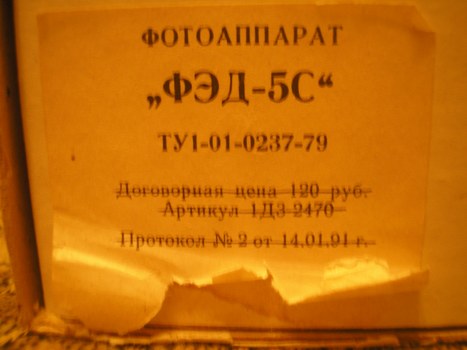 ФОТОАППАРАТ
„ФЭД-5С“
ТУ1-01-0237-79
Договорная цена 120 руб.
Артикул 1ДЗ 2470
Протокол № 2 от 14.01.91 г.